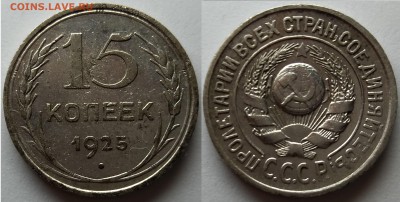 COINS.LAVE.RU
15
КОПЕЕК
1925
ПРОЛЕТАРИИ ВСЕХ СТРАН, СОЕДИНЯЙТЕСЬ!
С.С.С.Р.